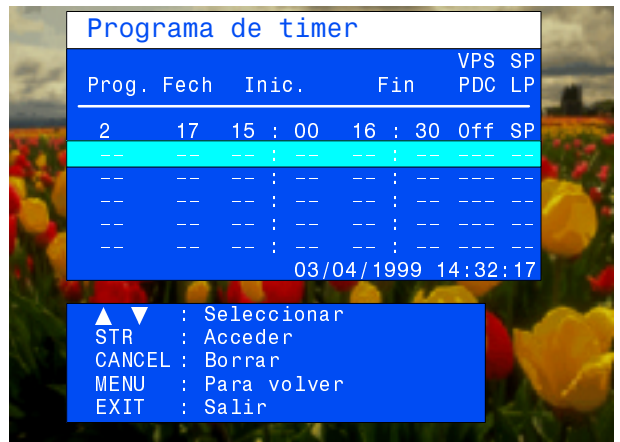 Programa de timer
VPS SP
Prog. Fech Inic. Fin PDC LP
2 17 15 : 00 16 : 30 Off SP
-- -- -- : -- -- : -- --- --
-- -- -- : -- -- : -- --- --
-- -- -- : -- -- : -- --- --
-- -- -- : -- -- : -- --- --
-- -- -- : -- -- : -- --- --
03/04/1999 14:32:17
▲ ▼ : Seleccionar
STR : Acceder
CANCEL : Borrar
MENU : Para volver
EXIT : Salir